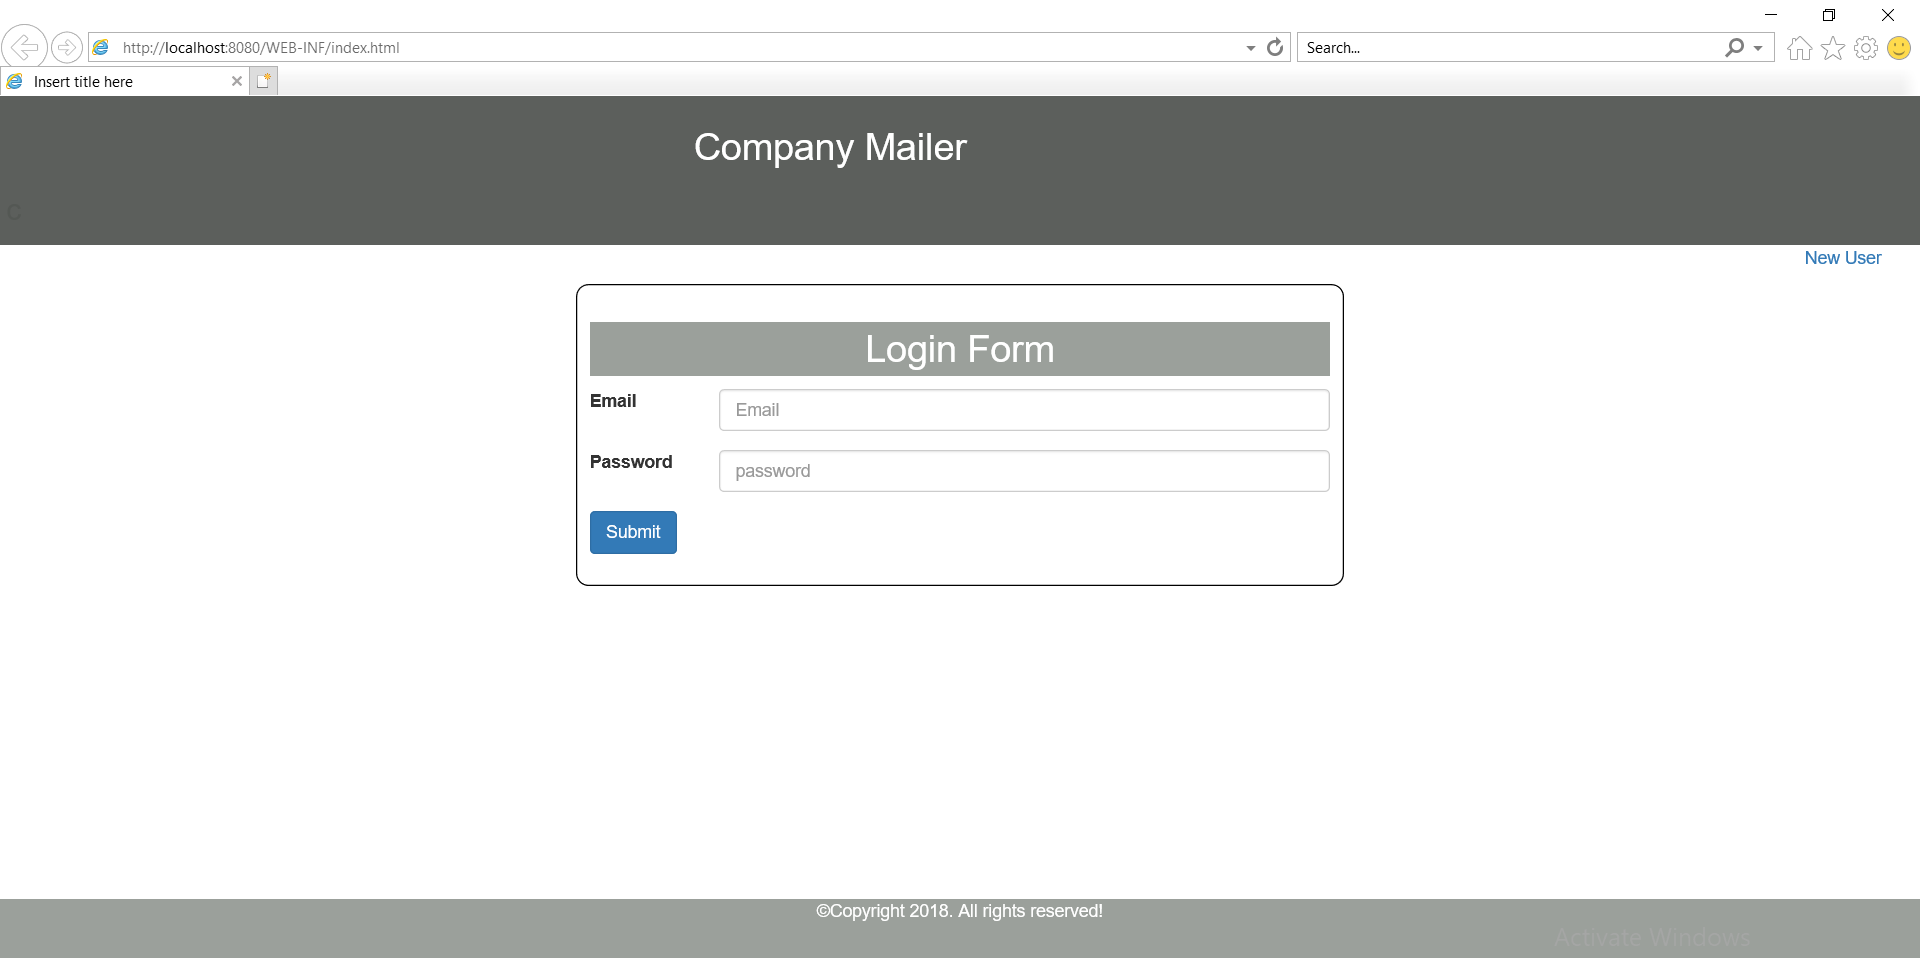 http://localhost:8080/WEB-INF/index.html
Search...
Insert title here
Company Mailer
C
New User
Login Form
Email
Email
Password
password
Submit
©Copyright 2018. All rights reserved!
Activate Windows